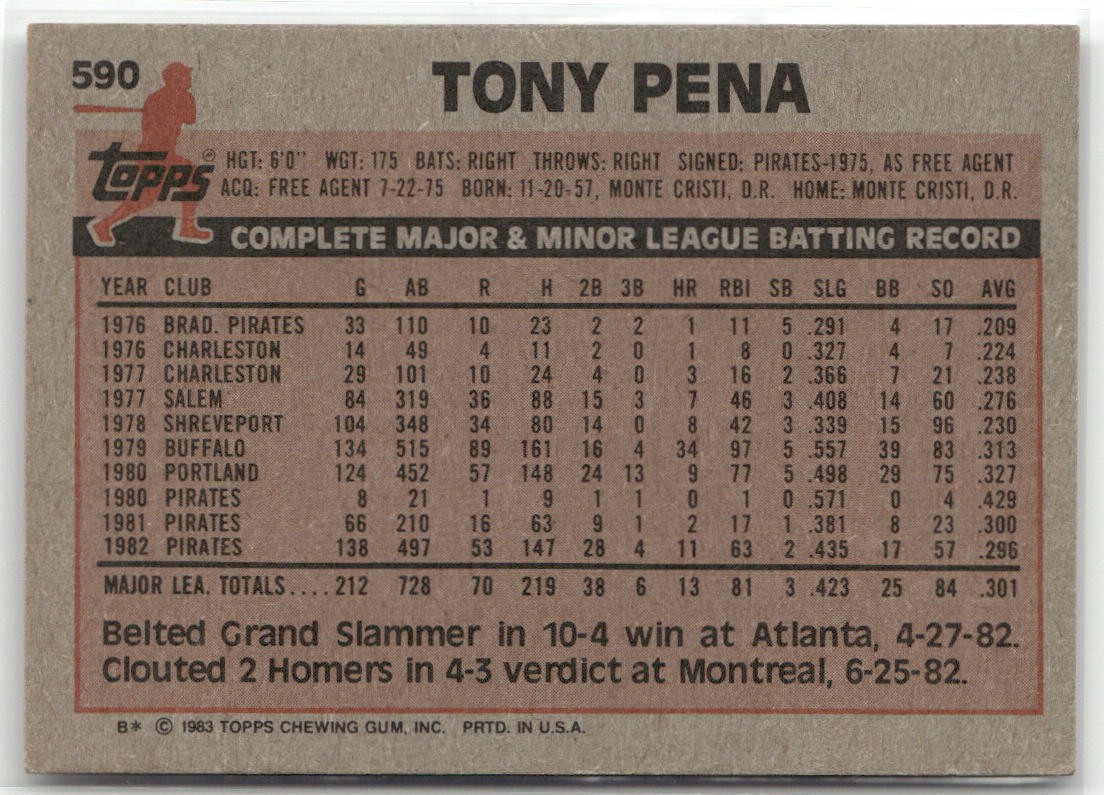 590
TONY PENA
Topps® HGT: 6'0" WGT: 175 BATS: RIGHT THROWS: RIGHT SIGNED: PIRATES-1975, AS FREE AGENT
ACQ: FREE AGENT 7-22-75 BORN: 11-20-57, MONTE CRISTI, D.R. HOME: MONTE CRISTI, D.R.
COMPLETE MAJOR & MINOR LEAGUE BATTING RECORD
YEAR CLUB G AB R H 2B 3B HR RBI SB SLG BB SO AVG
1976 BRAD. PIRATES 33 110 10 23 2 2 1 11 5 .291 4 17 .209
1976 CHARLESTON 14 49 4 11 2 0 1 8 0 .327 4 7 .224
1977 CHARLESTON 29 101 10 24 4 0 3 16 2 .366 7 21 .238
1977 SALEM 84 319 36 88 15 3 7 46 3 .408 14 60 .276
1978 SHREVEPORT 104 348 34 80 14 0 8 42 3 .339 15 96 .230
1979 BUFFALO 134 515 89 161 16 4 34 97 5 .557 39 83 .313
1980 PORTLAND 124 452 57 148 24 13 9 77 5 .498 29 75 .327
1980 PIRATES 8 21 1 9 1 1 0 1 0 .571 0 4 .429
1981 PIRATES 66 210 16 63 9 1 2 17 1 .381 8 23 .300
1982 PIRATES 138 497 53 147 28 4 11 63 2 .435 17 57 .296
MAJOR LEA. TOTALS....212 728 70 219 38 6 13 81 3 .423 25 84 .301
Belted Grand Slammer in 10-4 win at Atlanta, 4-27-82.
Clouted 2 Homers in 4-3 verdict at Montreal, 6-25-82.
B* © 1983 TOPPS CHEWING GUM, INC. PRTD. IN U.S.A.